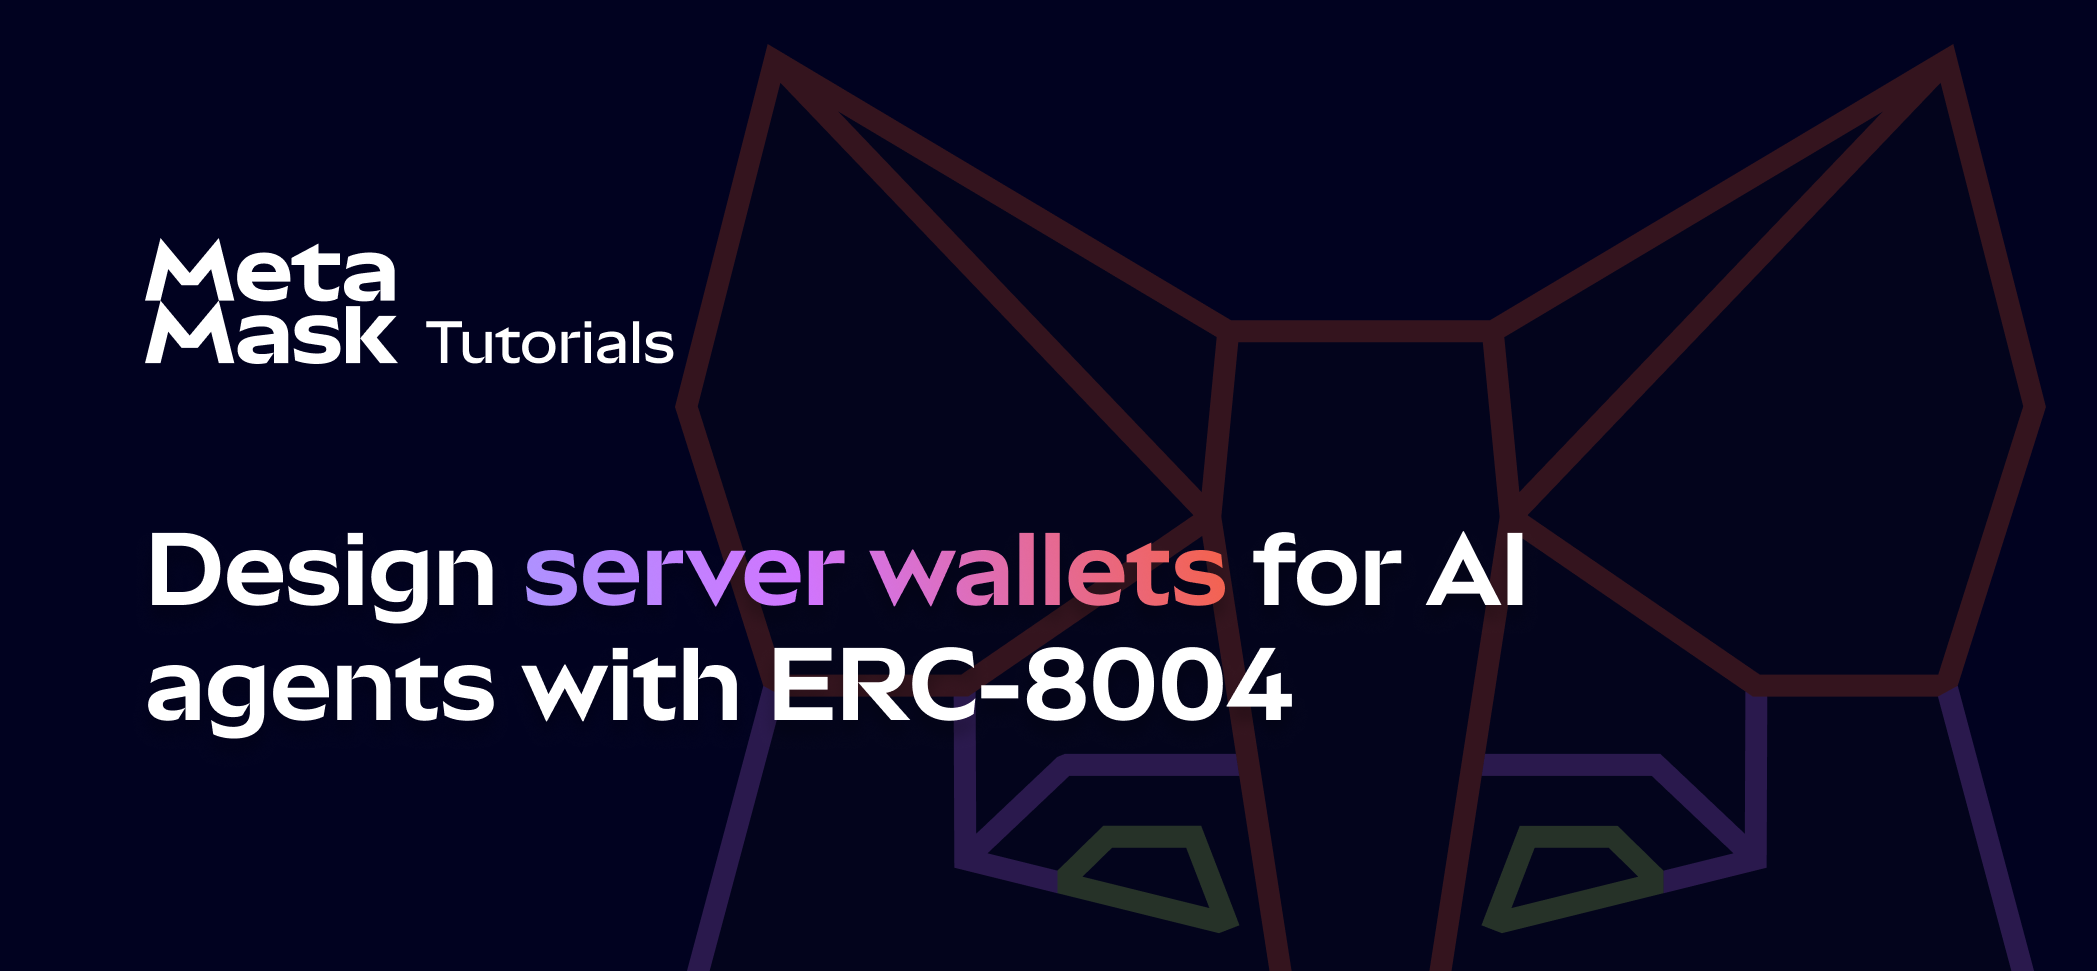 Meta
Mask Tutorials
Design server wallets for AI
agents with ERC-8004